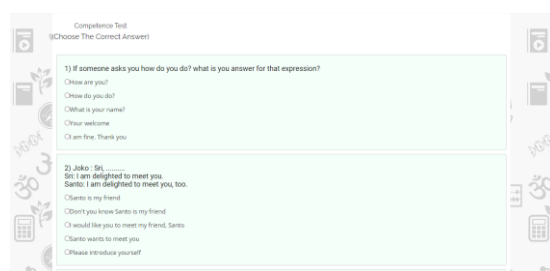 Competence Test
(Choose The Correct Answer)
1) If someone asks you how do you do? what is you answer for that expression?
How are you?
How do you do?
What is your name?
Your welcome
I am fine. Thank you
2) Joko : Sri, ..........
Sri: I am delighted to meet you.
Santo: I am delighted to meet you, too.
Santo is my friend
Don't you know Santo is my friend
I would like you to meet my friend, Santo
Santo wants to meet you
Please introduce yourself